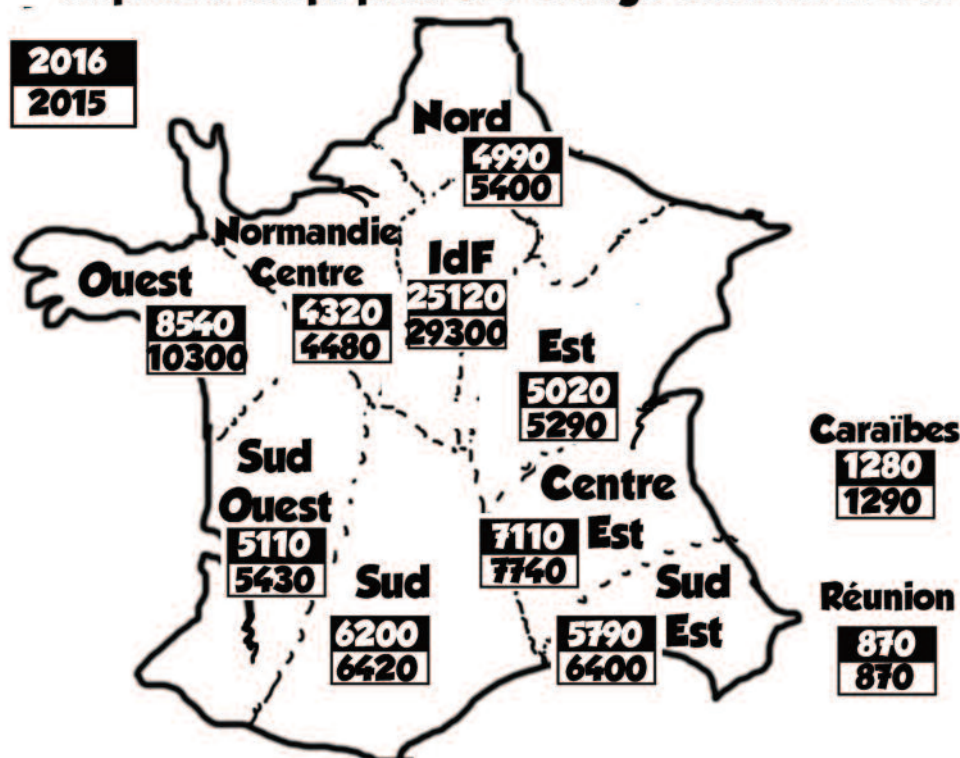 2016
2015
Nord
4990
5400
Normandie
Centre
4320
4480
IdF
25120
29300
Ouest
8540
10300
Est
5020
5290
Sud
Ouest
5110
5430
Centre
Est
7110
7740
Sud
6200
6420
Sud
Est
5790
6400
Caraïbes
1280
1290
Réunion
870
870